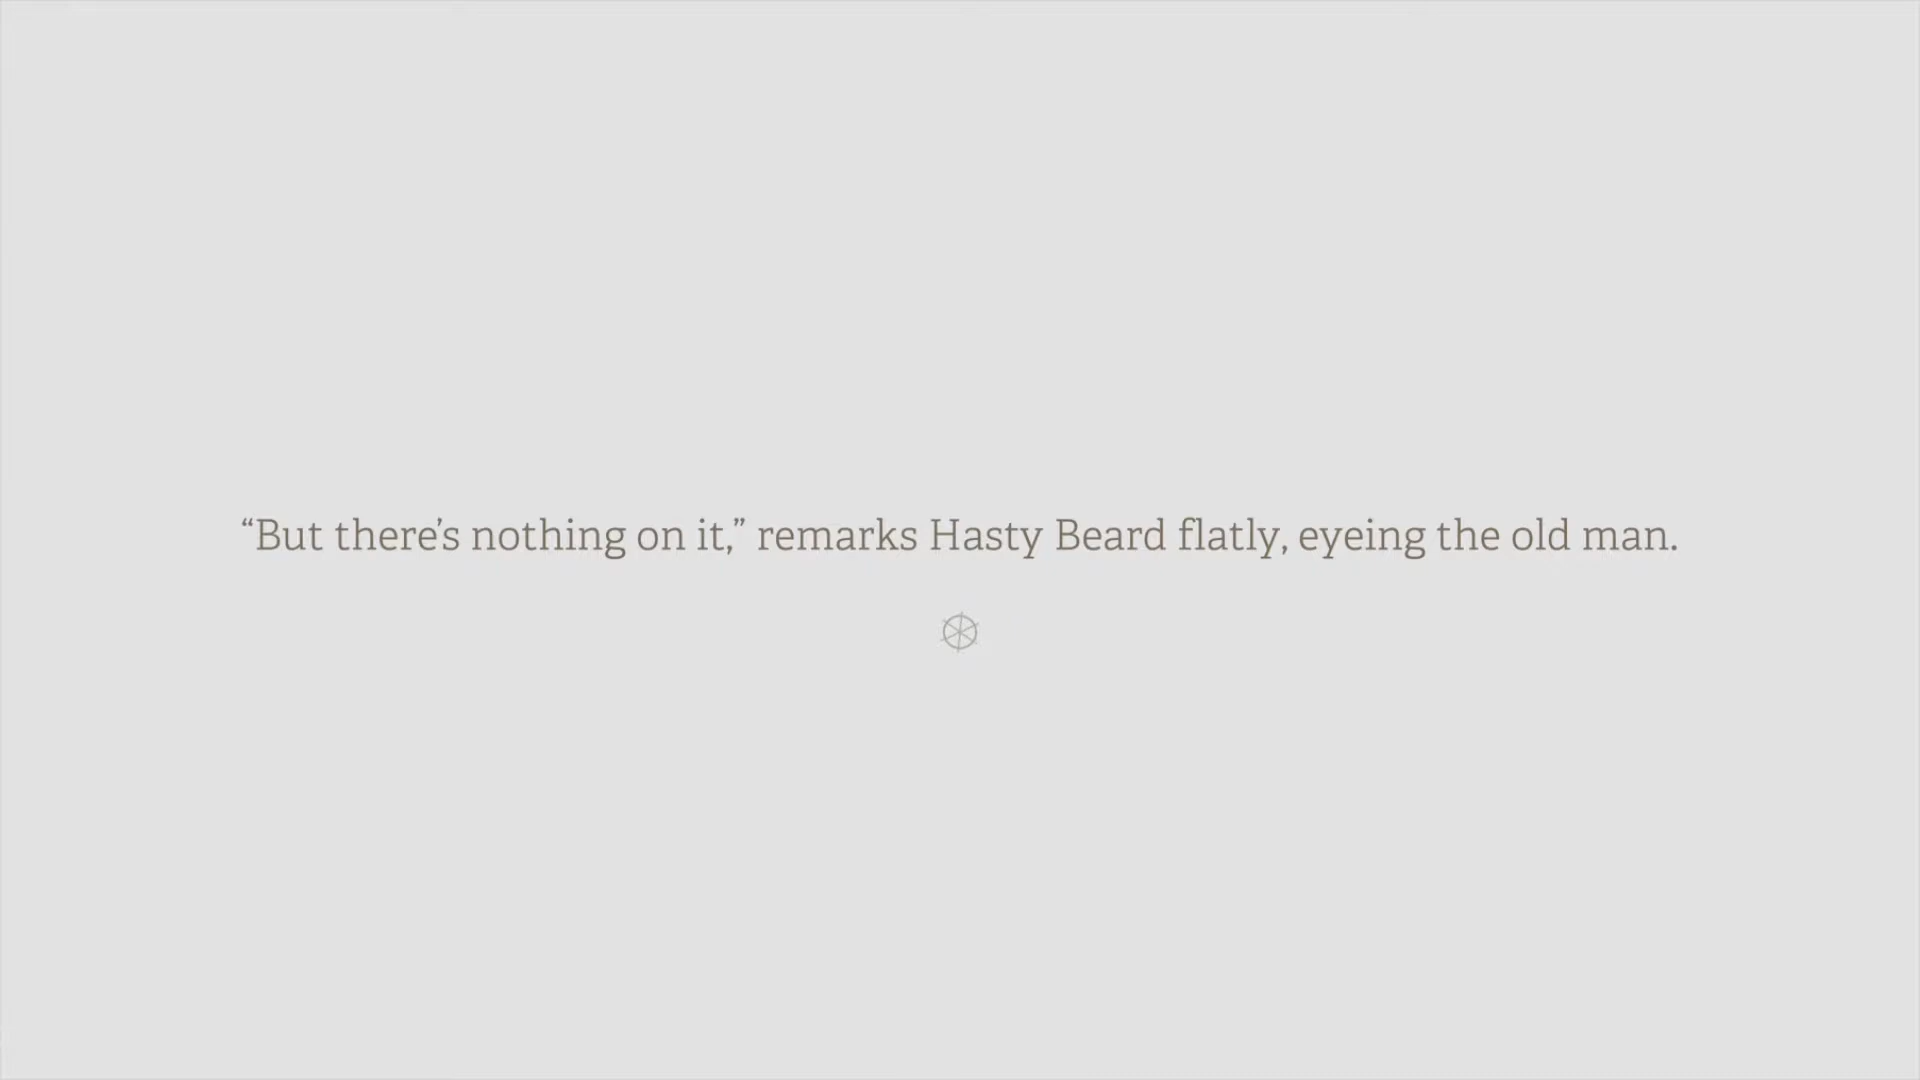 “But there’s nothing on it,” remarks Hasty Beard flatly, eyeing the old man.